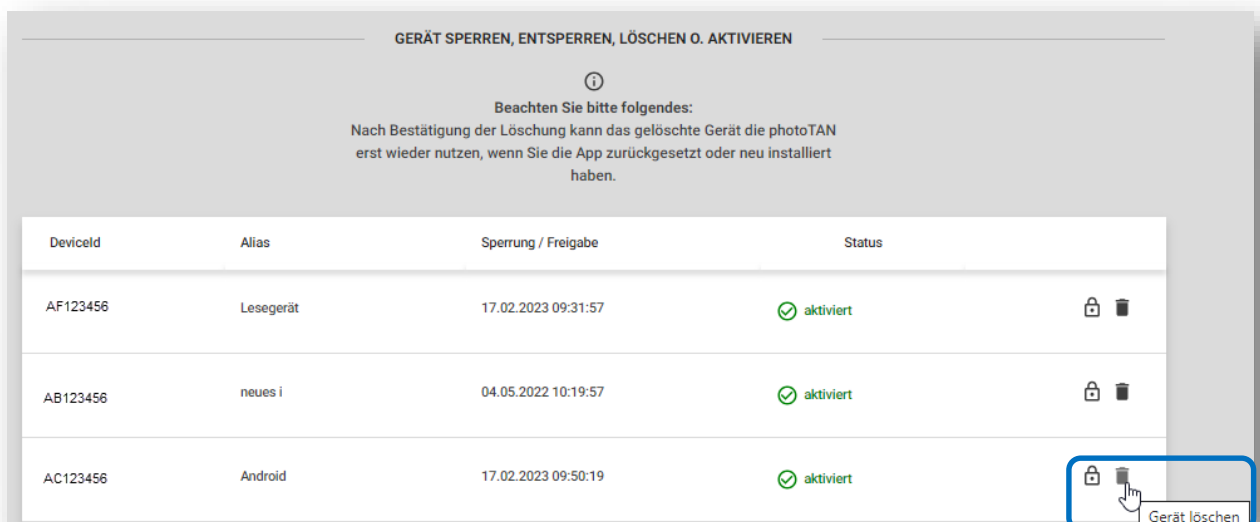 GERÄT SPERREN, ENTSPERREN, LÖSCHEN O. AKTIVIEREN
Beachten Sie bitte folgendes:
Nach Bestätigung der Löschung kann das gelöschte Gerät die photoTAN
erst wieder nutzen, wenn Sie die App zurückgesetzt oder neu installiert
haben.
DeviceId Alias Sperrung / Freigabe Status
AF123456 Lesegerät 17.02.2023 09:31:57 aktiviert
AB123456 neues i 04.05.2022 10:19:57 aktiviert
AC123456 Android 17.02.2023 09:50:19 aktiviert
Gerät löschen